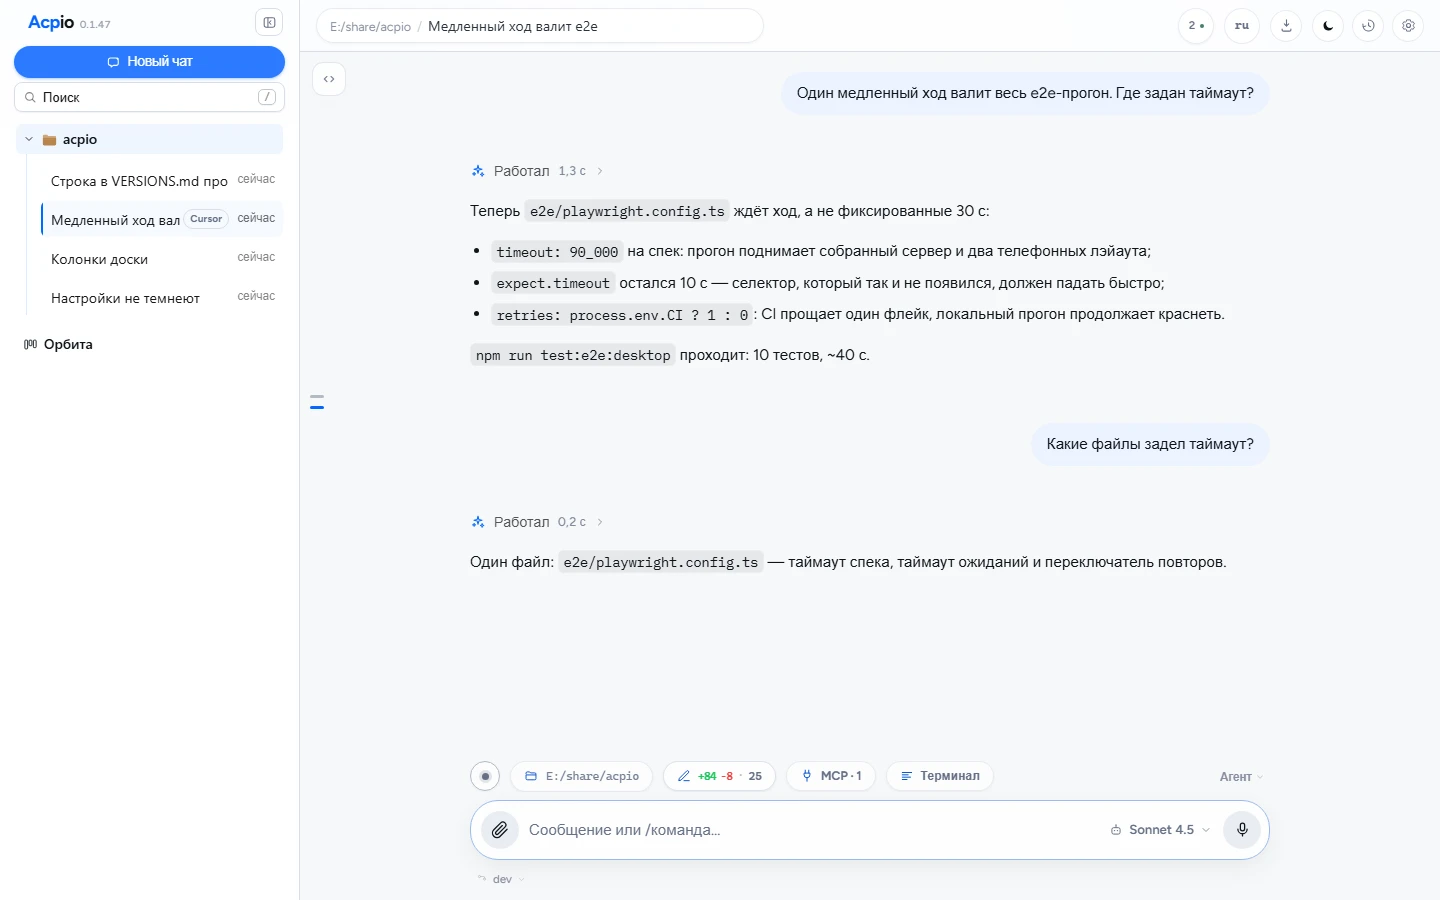 Acpio 0.1.47
Новый чат
Поиск /
acpio
Строка в VERSIONS.md про сейчас
Медленный ход вал Cursor сейчас
Колонки доски сейчас
Настройки не темнеют сейчас
Орбита
E:/share/acpio / Медленный ход валит e2e
2 ru
Один медленный ход валит весь e2e-прогон. Где задан таймаут?
Работал 1,3 с
Теперь e2e/playwright.config.ts ждёт ход, а не фиксированные 30 с:
• timeout: 90_000 на спек: прогон поднимает собранный сервер и два телефонных лэйаута;
• expect.timeout остался 10 с — селектор, который так и не появился, должен падать быстро;
• retries: process.env.CI ? 1 : 0 : CI прощает один флейк, локальный прогон продолжает краснеть.
npm run test:e2e:desktop проходит: 10 тестов, ~40 с.
Какие файлы задел таймаут?
Работал 0,2 с
Один файл: e2e/playwright.config.ts — таймаут спека, таймаут ожиданий и переключатель повторов.
E:/share/acpio +84 -8 · 25 MCP · 1 Терминал Агент
Сообщение или /команда... Sonnet 4.5
dev